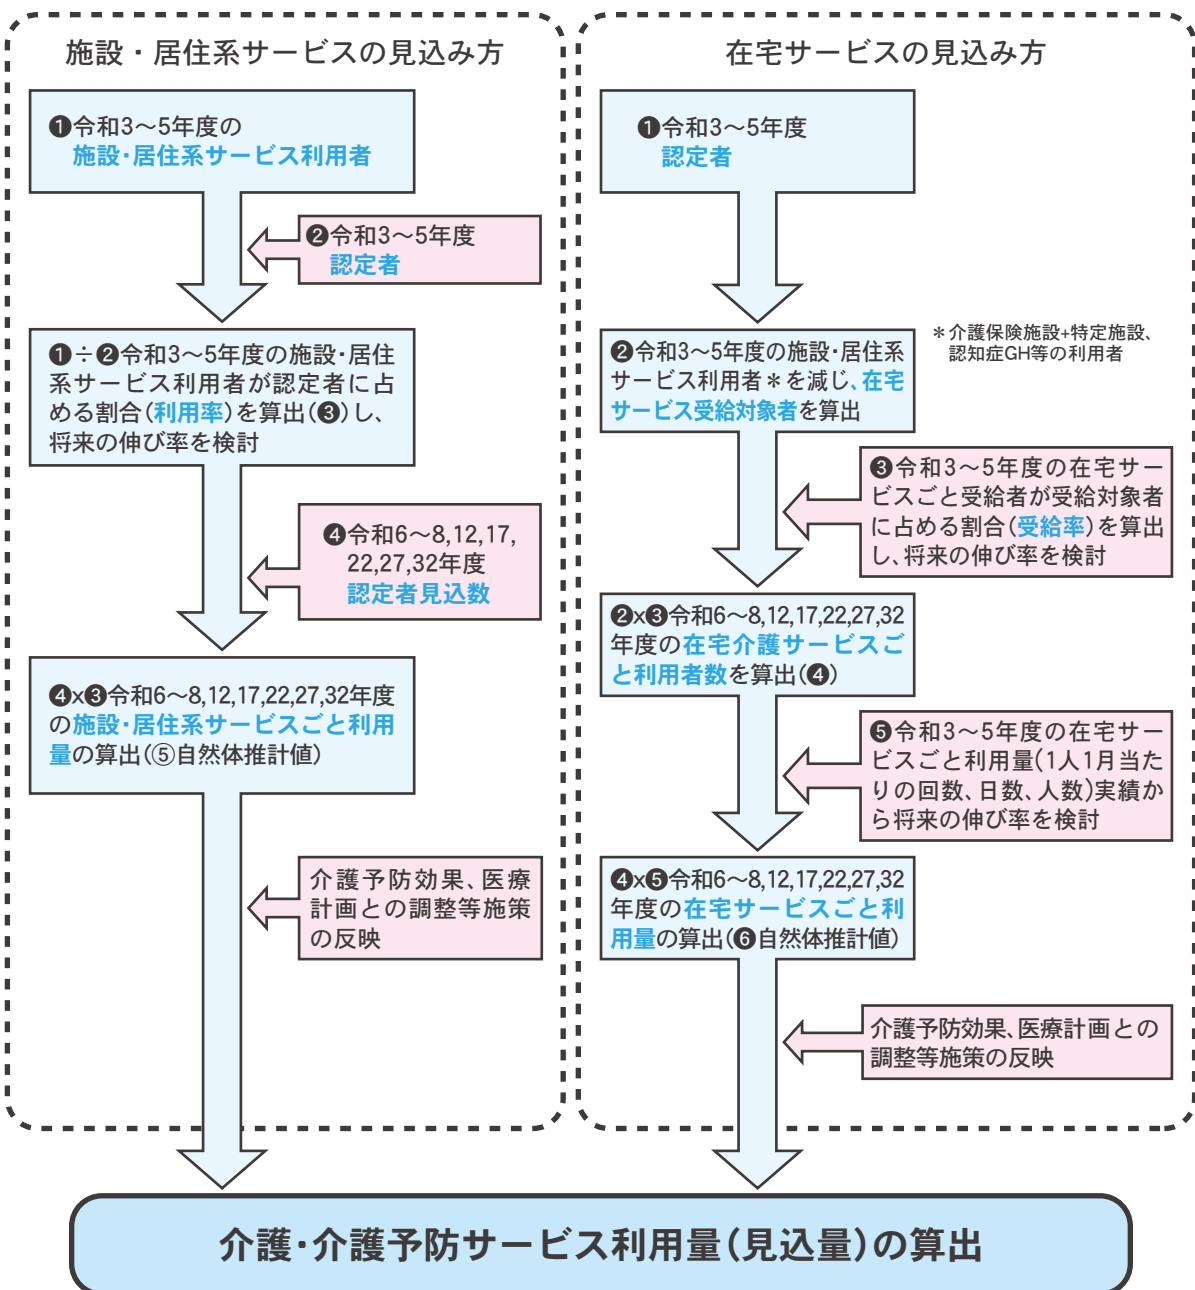 施設・居住系サービスの見込み方
❶令和3〜5年度の
施設・居住系サービス利用者
❷令和3〜5年度
認定者
❶÷❷令和3〜5年度の施設・居住
系サービス利用者が認定者に占
める割合(利用率)を算出(❸)し、
将来の伸び率を検討
❹令和6〜8,12,17,
22,27,32年度
認定者見込数
❹x❸令和6〜8,12,17,22,27,32年度
の施設・居住系サービスごと利用
量の算出(⑤自然体推計値)
介護予防効果、医療
計画との調整等施策
の反映
在宅サービスの見込み方
❶令和3〜5年度
認定者
❷令和3〜5年度の施設・居住系
サービス利用者＊を減じ、在宅
サービス受給対象者を算出
＊介護保険施設+特定施設、
認知症GH等の利用者
❸令和3〜5年度の在宅サー
ビスごと受給者が受給対象者
に占める割合(受給率)を算出
し、将来の伸び率を検討
❷x❸令和6〜8,12,17,22,27,32
年度の在宅介護サービスご
と利用者数を算出(❹)
❺令和3〜5年度の在宅サー
ビスごと利用量(1人1月当た
りの回数、日数、人数)実績か
ら将来の伸び率を検討
❹x❺令和6〜8,12,17,22,27,32
年度の在宅サービスごと利
用量の算出(❻自然体推計値)
介護予防効果、医療計画との
調整等施策の反映
介護・介護予防サービス利用量(見込量)の算出